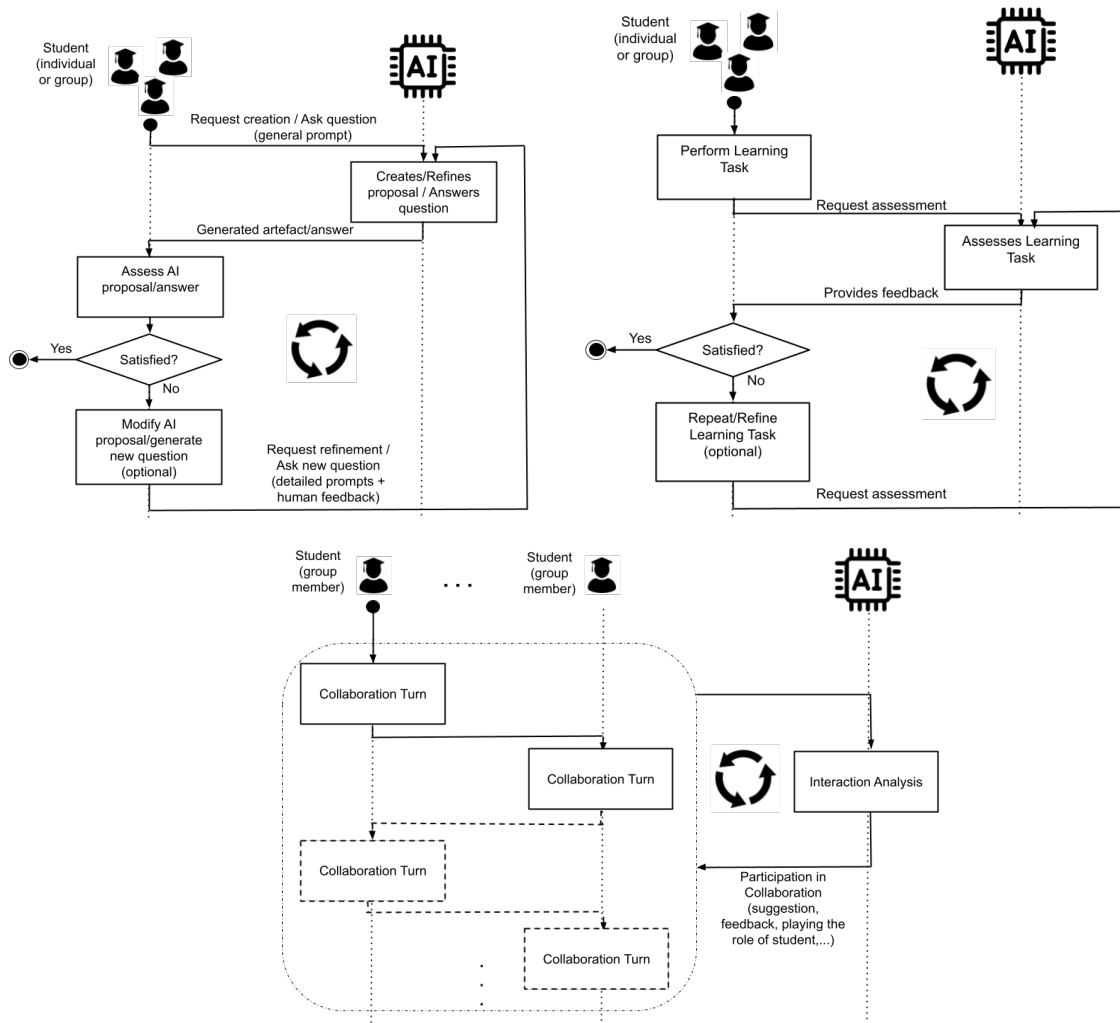 Student
(individual
or group)
AI
Request creation / Ask question
(general prompt)
Creates/Refines
proposal / Answers
question
Generated artefact/answer
Assess AI
proposal/answer
Yes
Satisfied?
No
Modify AI
proposal/generate
new question
(optional)
Request refinement /
Ask new question
(detailed prompts +
human feedback)
Student
(individual
or group)
AI
Perform Learning
Task
Request assessment
Assesses Learning
Task
Provides feedback
Yes
Satisfied?
No
Repeat/Refine
Learning Task
(optional)
Request assessment
Student
(group
member)
. . .
Student
(group
member)
AI
Collaboration Turn
Collaboration Turn
Interaction Analysis
Collaboration Turn
Participation in
Collaboration
(suggestion,
feedback, playing the
role of student,...)
Collaboration Turn